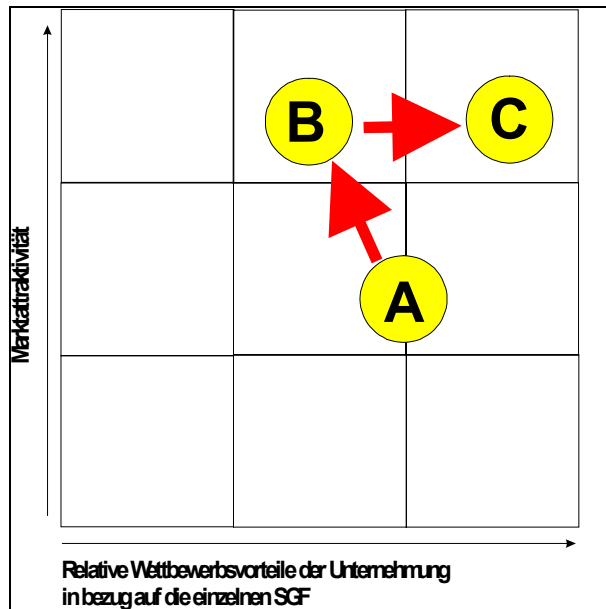 B
C
A
Marktattraktivität
Relative Wettbewerbsvorteile der Unternehmung
in bezug auf die einzelnen SGF